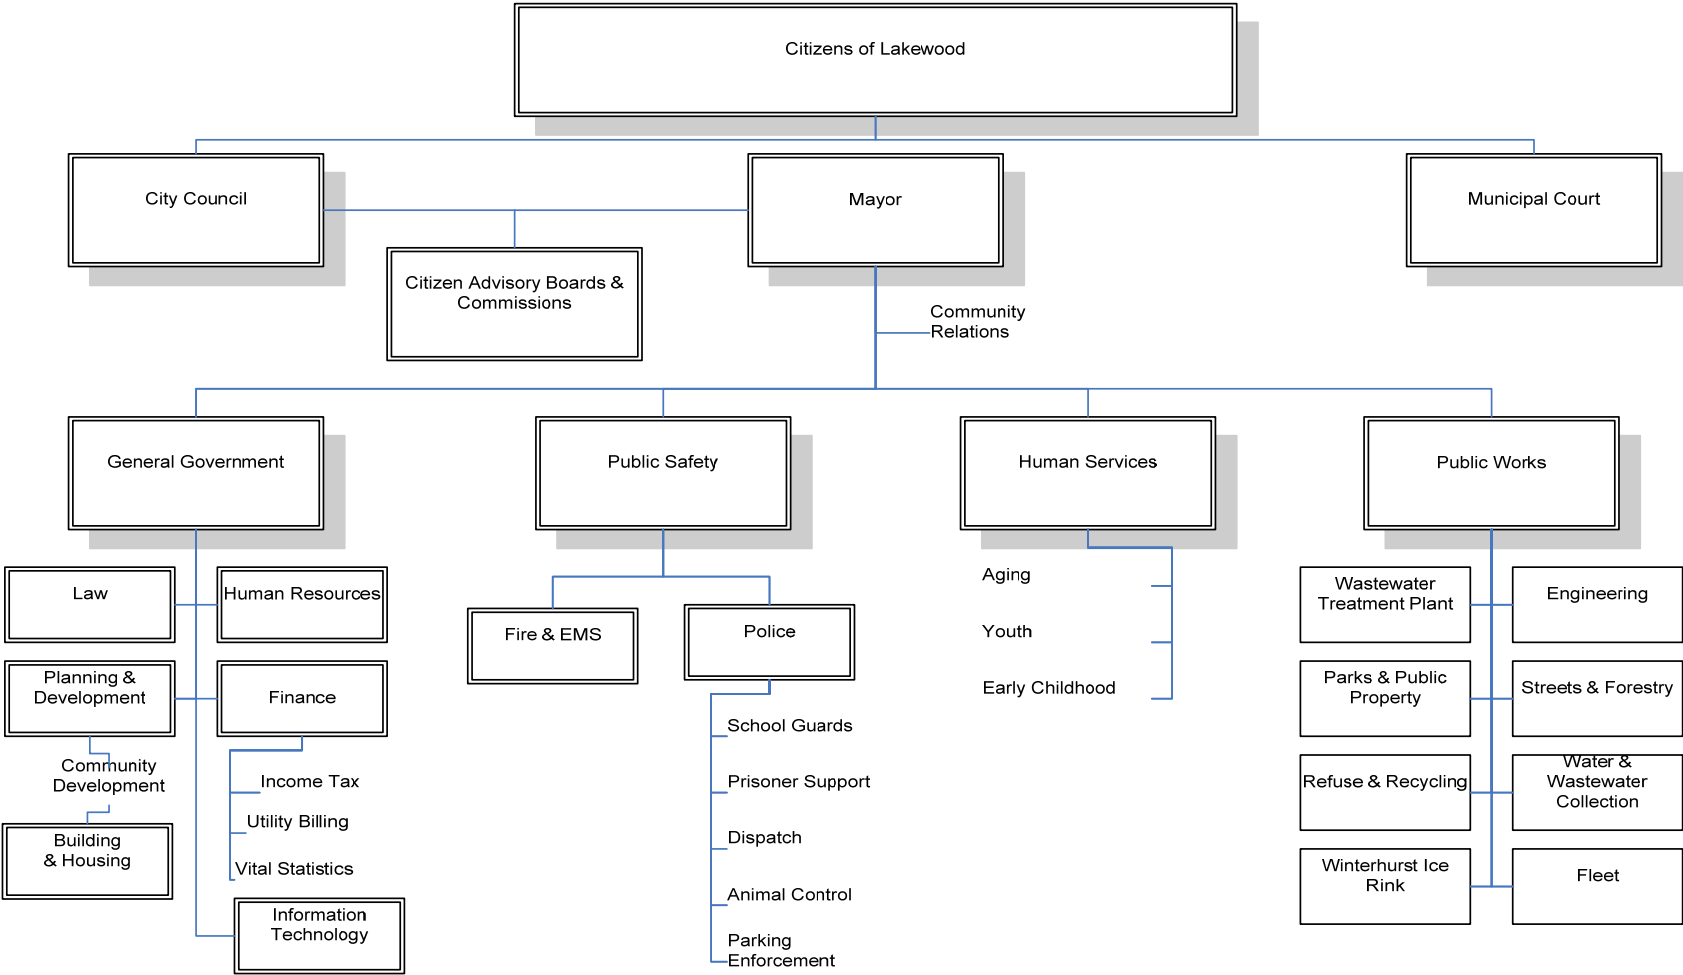 Citizens of Lakewood
City Council
Mayor
Municipal Court
Citizen Advisory Boards &
Commissions
Community
Relations
General Government
Public Safety
Human Services
Public Works
Law
Human Resources
Planning &
Development
Finance
Community
Development
Income Tax
Utility Billing
Building
& Housing
Vital Statistics
Information
Technology
Fire & EMS
Police
School Guards
Prisoner Support
Dispatch
Animal Control
Parking
Enforcement
Aging
Youth
Early Childhood
Wastewater
Treatment Plant
Engineering
Parks & Public
Property
Streets & Forestry
Refuse & Recycling
Water &
Wastewater
Collection
Winterhurst Ice
Rink
Fleet